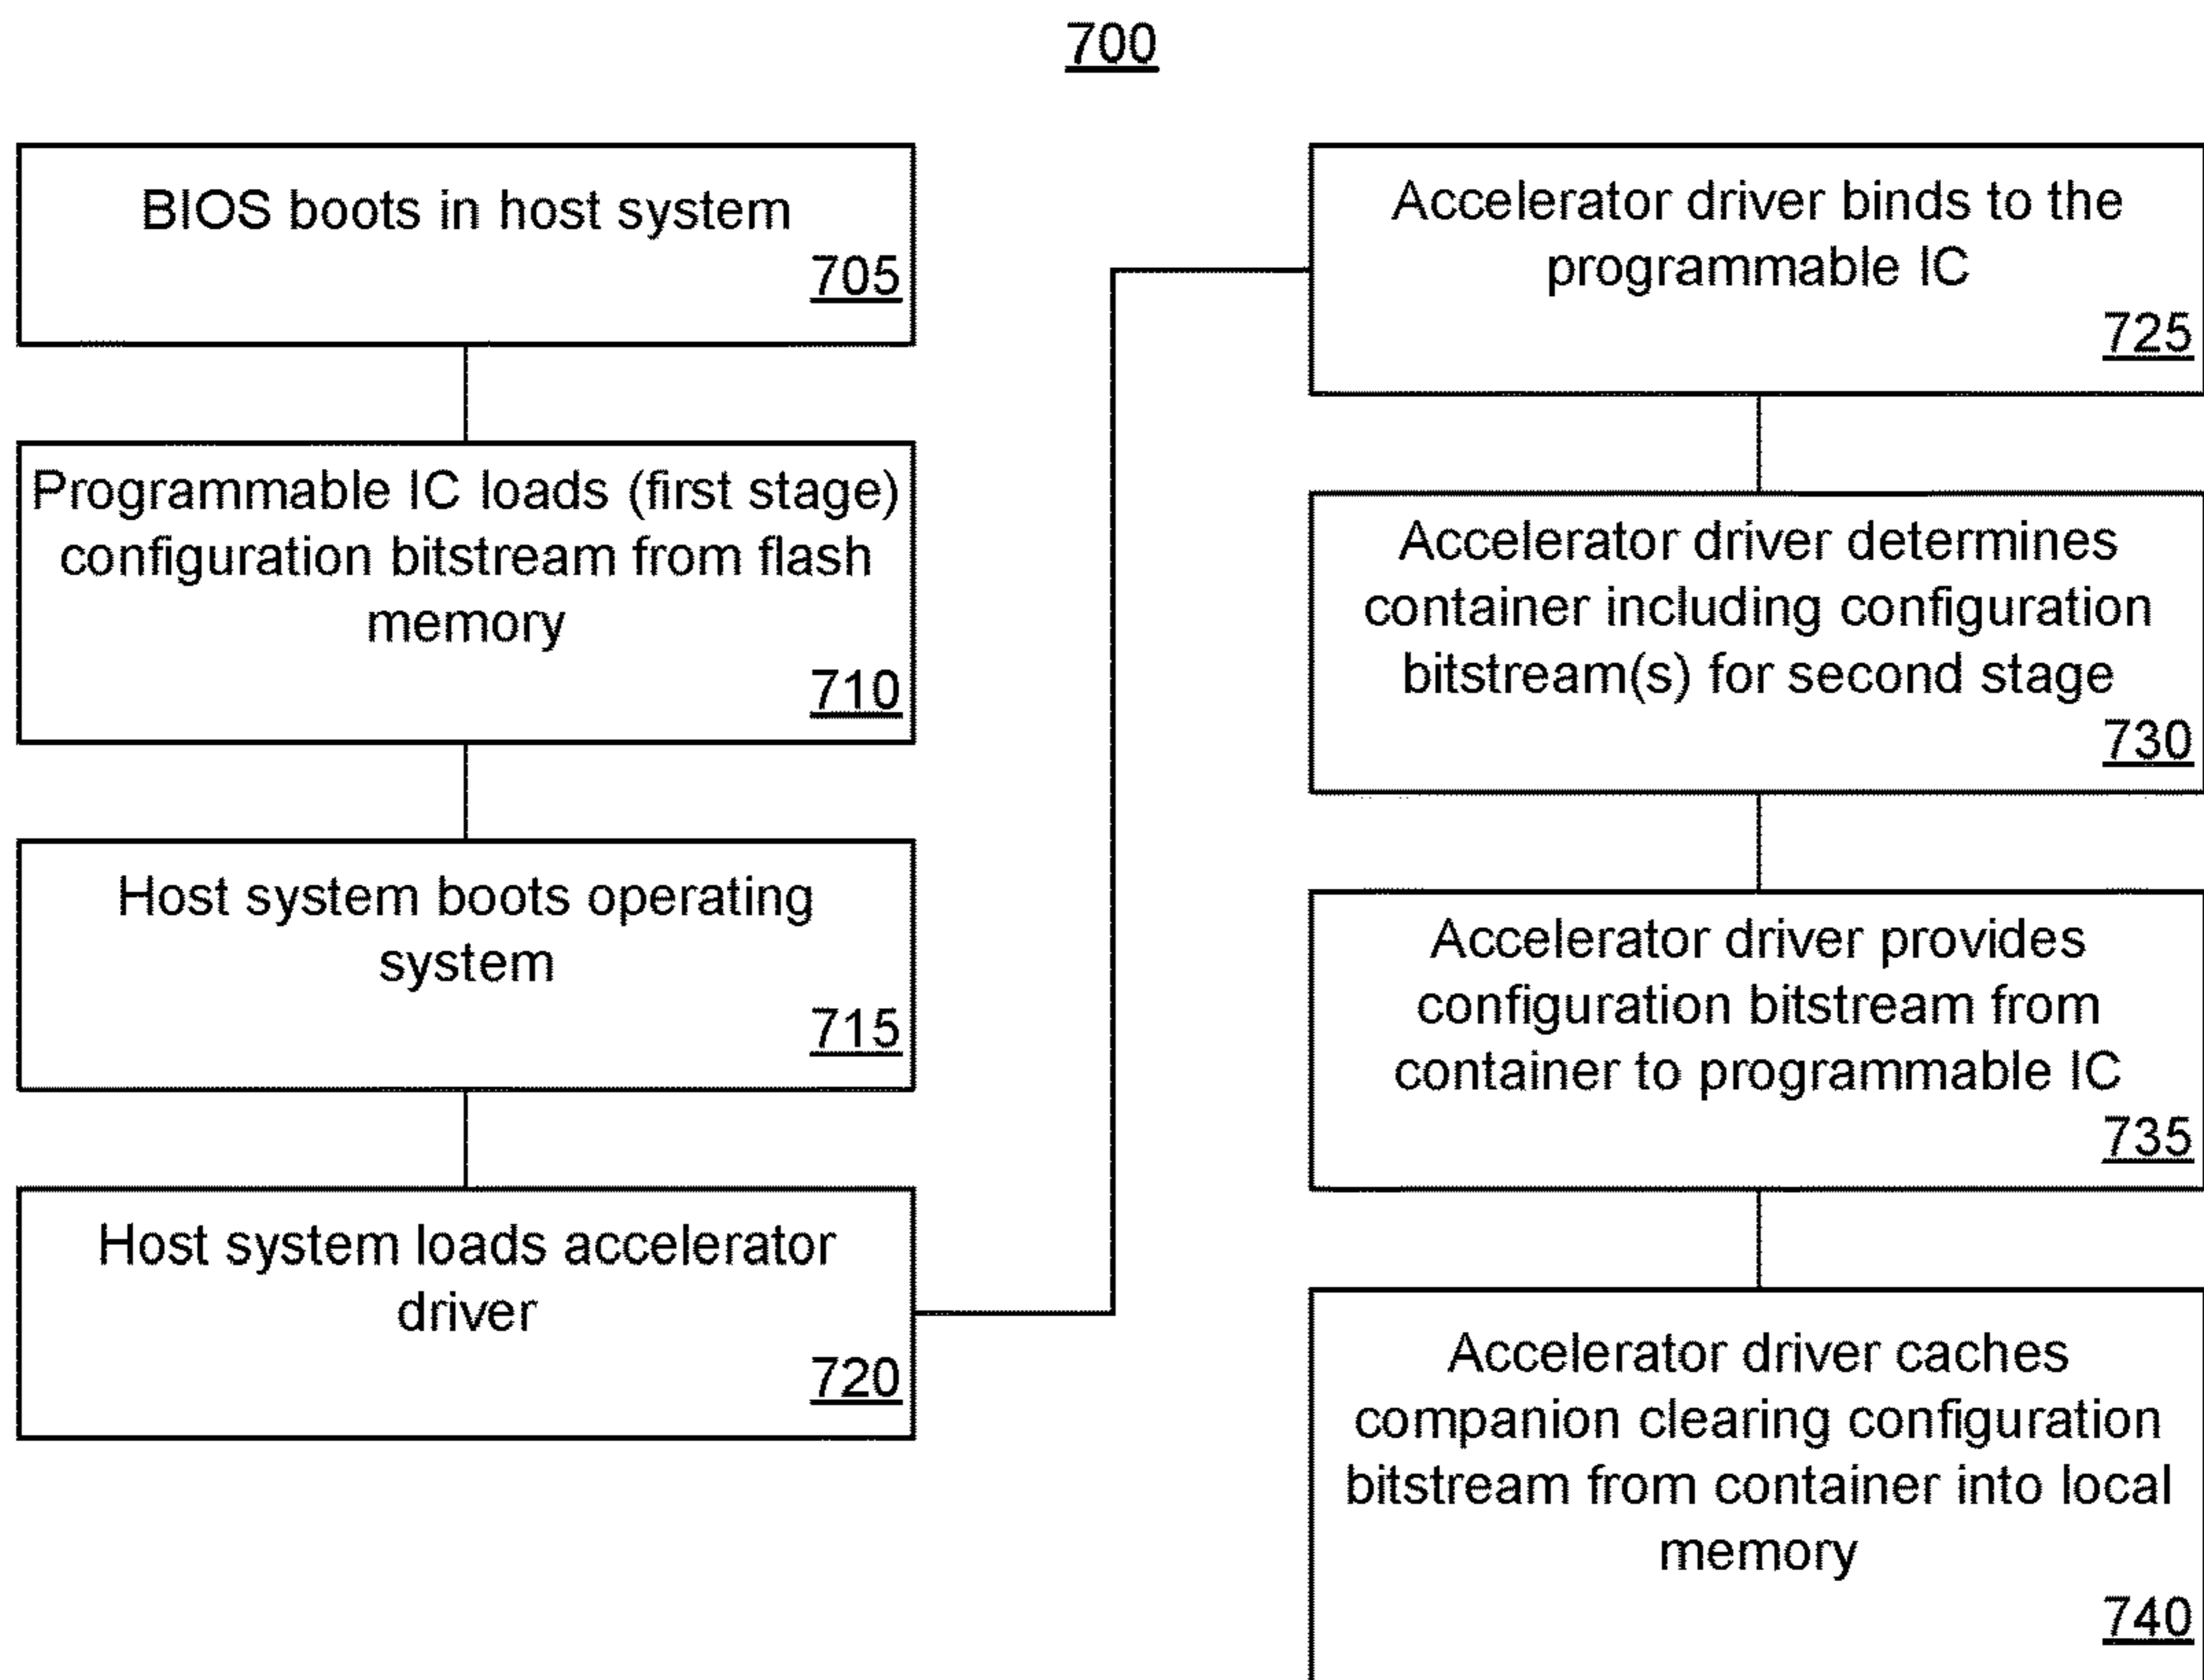 700
BIOS boots in host system
705
Programmable IC loads (first stage)
configuration bitstream from flash
memory
710
Host system boots operating
system
715
Host system loads accelerator
driver
720
Accelerator driver binds to the
programmable IC
725
Accelerator driver determines
container including configuration
bitstream(s) for second stage
730
Accelerator driver provides
configuration bitstream from
container to programmable IC
735
Accelerator driver caches
companion clearing configuration
bitstream from container into local
memory
740